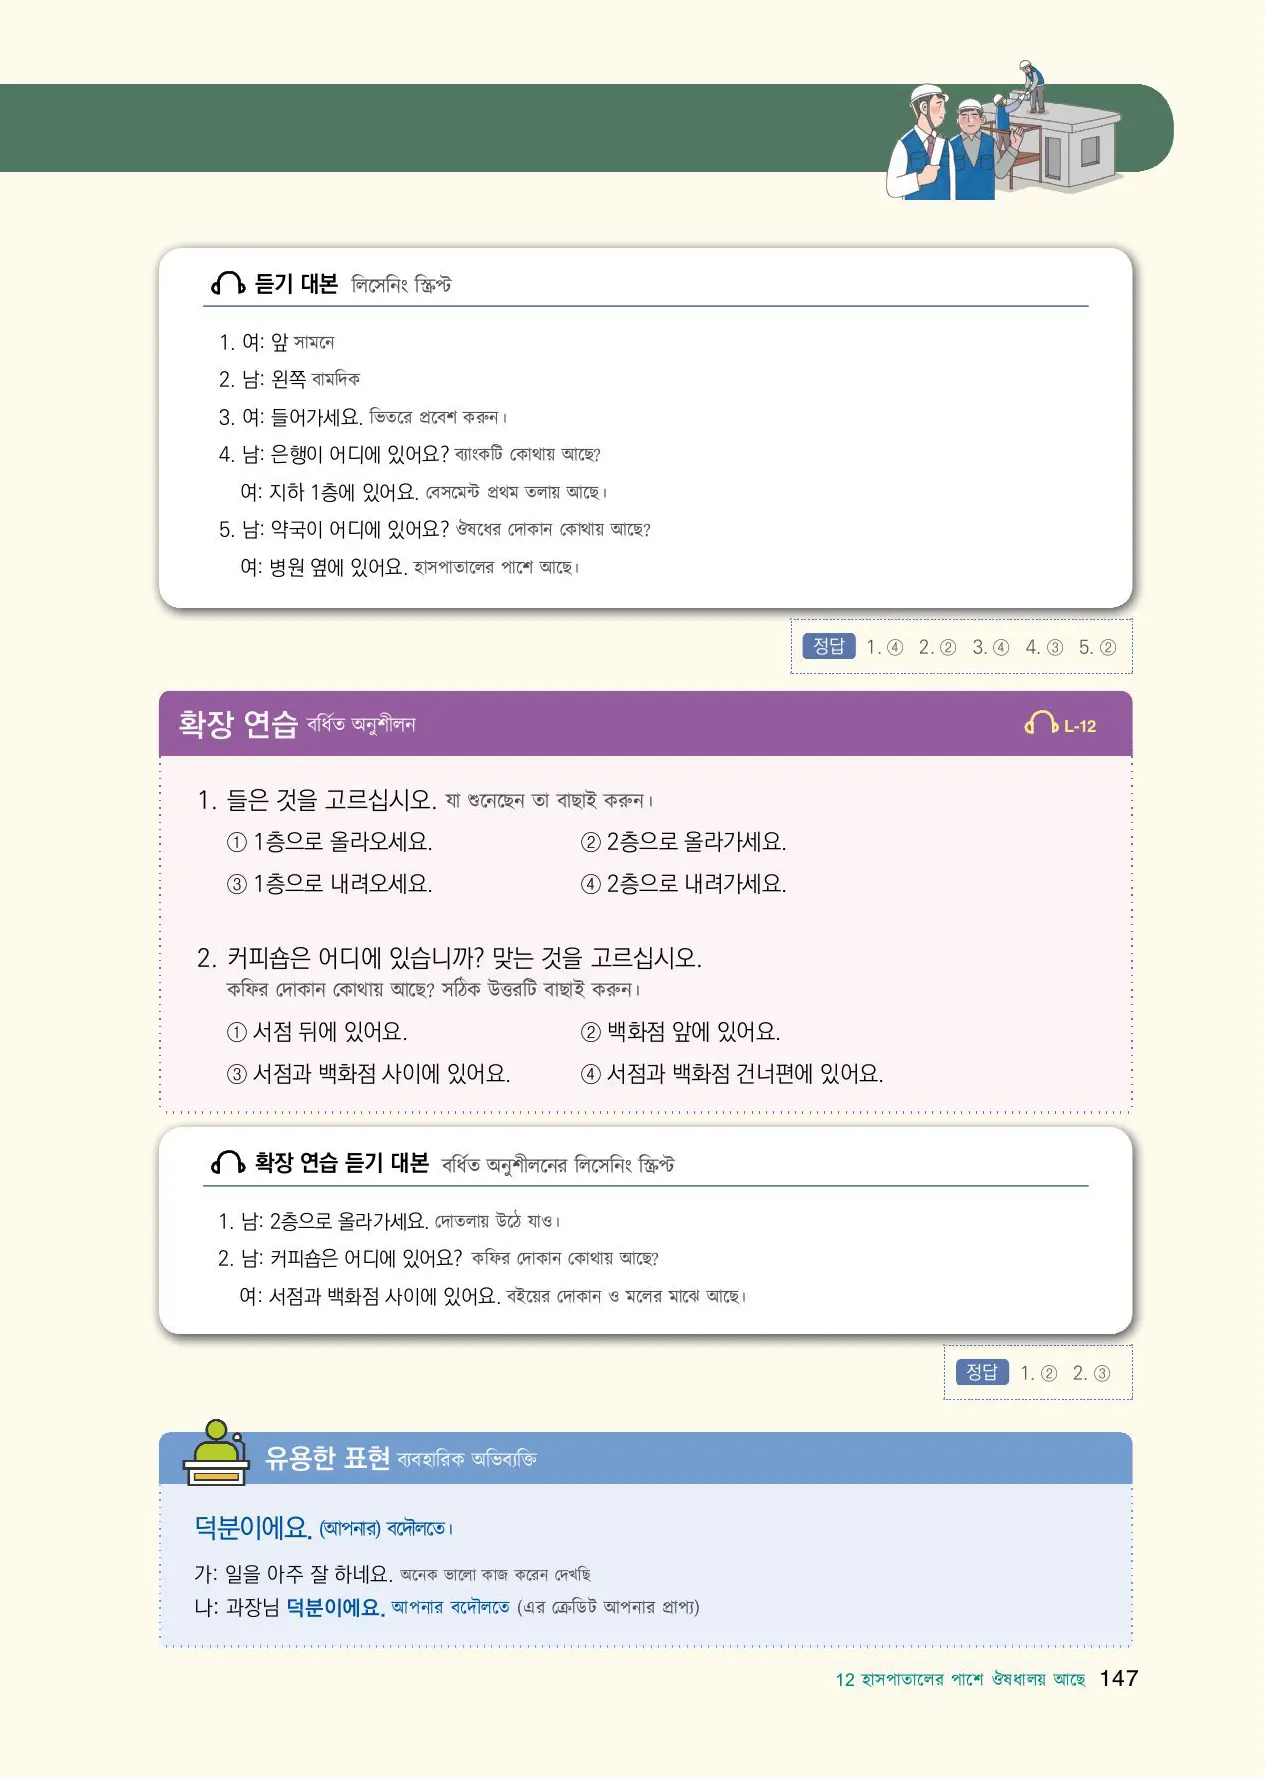 듣기 대본 লিসেনিং স্ক্রিপ্ট
1. 여: 앞 সামনে
2. 남: 왼쪽 বামদিক
3. 여: 들어가세요. ভিতরে প্রবেশ করুন।
4. 남: 은행이 어디에 있어요? ব্যাংকটি কোথায় আছে?
여: 지하 1층에 있어요. বেসমেন্ট প্রথম তলায় আছে।
5. 남: 약국이 어디에 있어요? ঔষধের দোকান কোথায় আছে?
여: 병원 옆에 있어요. হাসপাতালের পাশে আছে।
정답 1. ④ 2. ② 3. ④ 4. ③ 5. ②
확장 연습 বর্ধিত অনুশীলন L-12
1. 들은 것을 고르십시오. যা শুনেছেন তা বাছাই করুন।
① 1층으로 올라오세요. ② 2층으로 올라가세요.
③ 1층으로 내려오세요. ④ 2층으로 내려가세요.
2. 커피숍은 어디에 있습니까? 맞는 것을 고르십시오.
কফির দোকান কোথায় আছে? সঠিক উত্তরটি বাছাই করুন।
① 서점 뒤에 있어요. ② 백화점 앞에 있어요.
③ 서점과 백화점 사이에 있어요. ④ 서점과 백화점 건너편에 있어요.
확장 연습 듣기 대본 বর্ধিত অনুশীলনের লিসেনিং স্ক্রিপ্ট
1. 남: 2층으로 올라가세요. দোতলায় উঠে যাও।
2. 남: 커피숍은 어디에 있어요? কফির দোকান কোথায় আছে?
여: 서점과 백화점 사이에 있어요. বইয়ের দোকান ও মলের মাঝে আছে।
정답 1. ② 2. ③
유용한 표현 ব্যবহারিক অভিব্যক্তি
덕분이에요. (আপনার) বদৌলতে।
가: 일을 아주 잘 하네요. অনেক ভালো কাজ করেন দেখছি
나: 과장님 덕분이에요. আপনার বদৌলতে (এর ক্রেডিট আপনার প্রাপ্য)
12 হাসপাতালের পাশে ঔষধালয় আছে 147